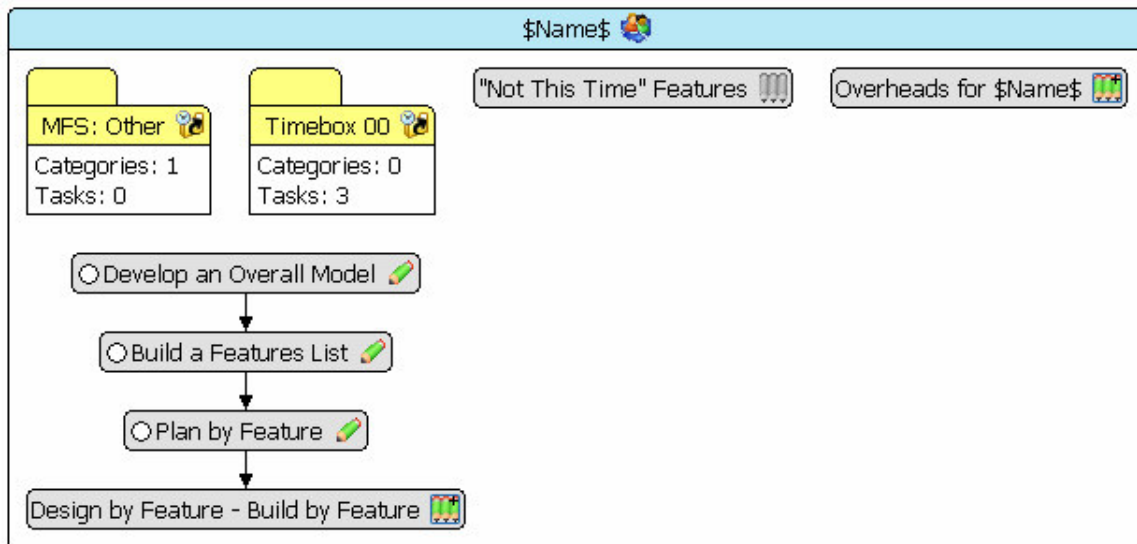 $Name$
MFS: Other
Categories: 1
Tasks: 0
Timebox 00
Categories: 0
Tasks: 3
"Not This Time" Features
Overheads for $Name$
Develop an Overall Model
Build a Features List
Plan by Feature
Design by Feature - Build by Feature